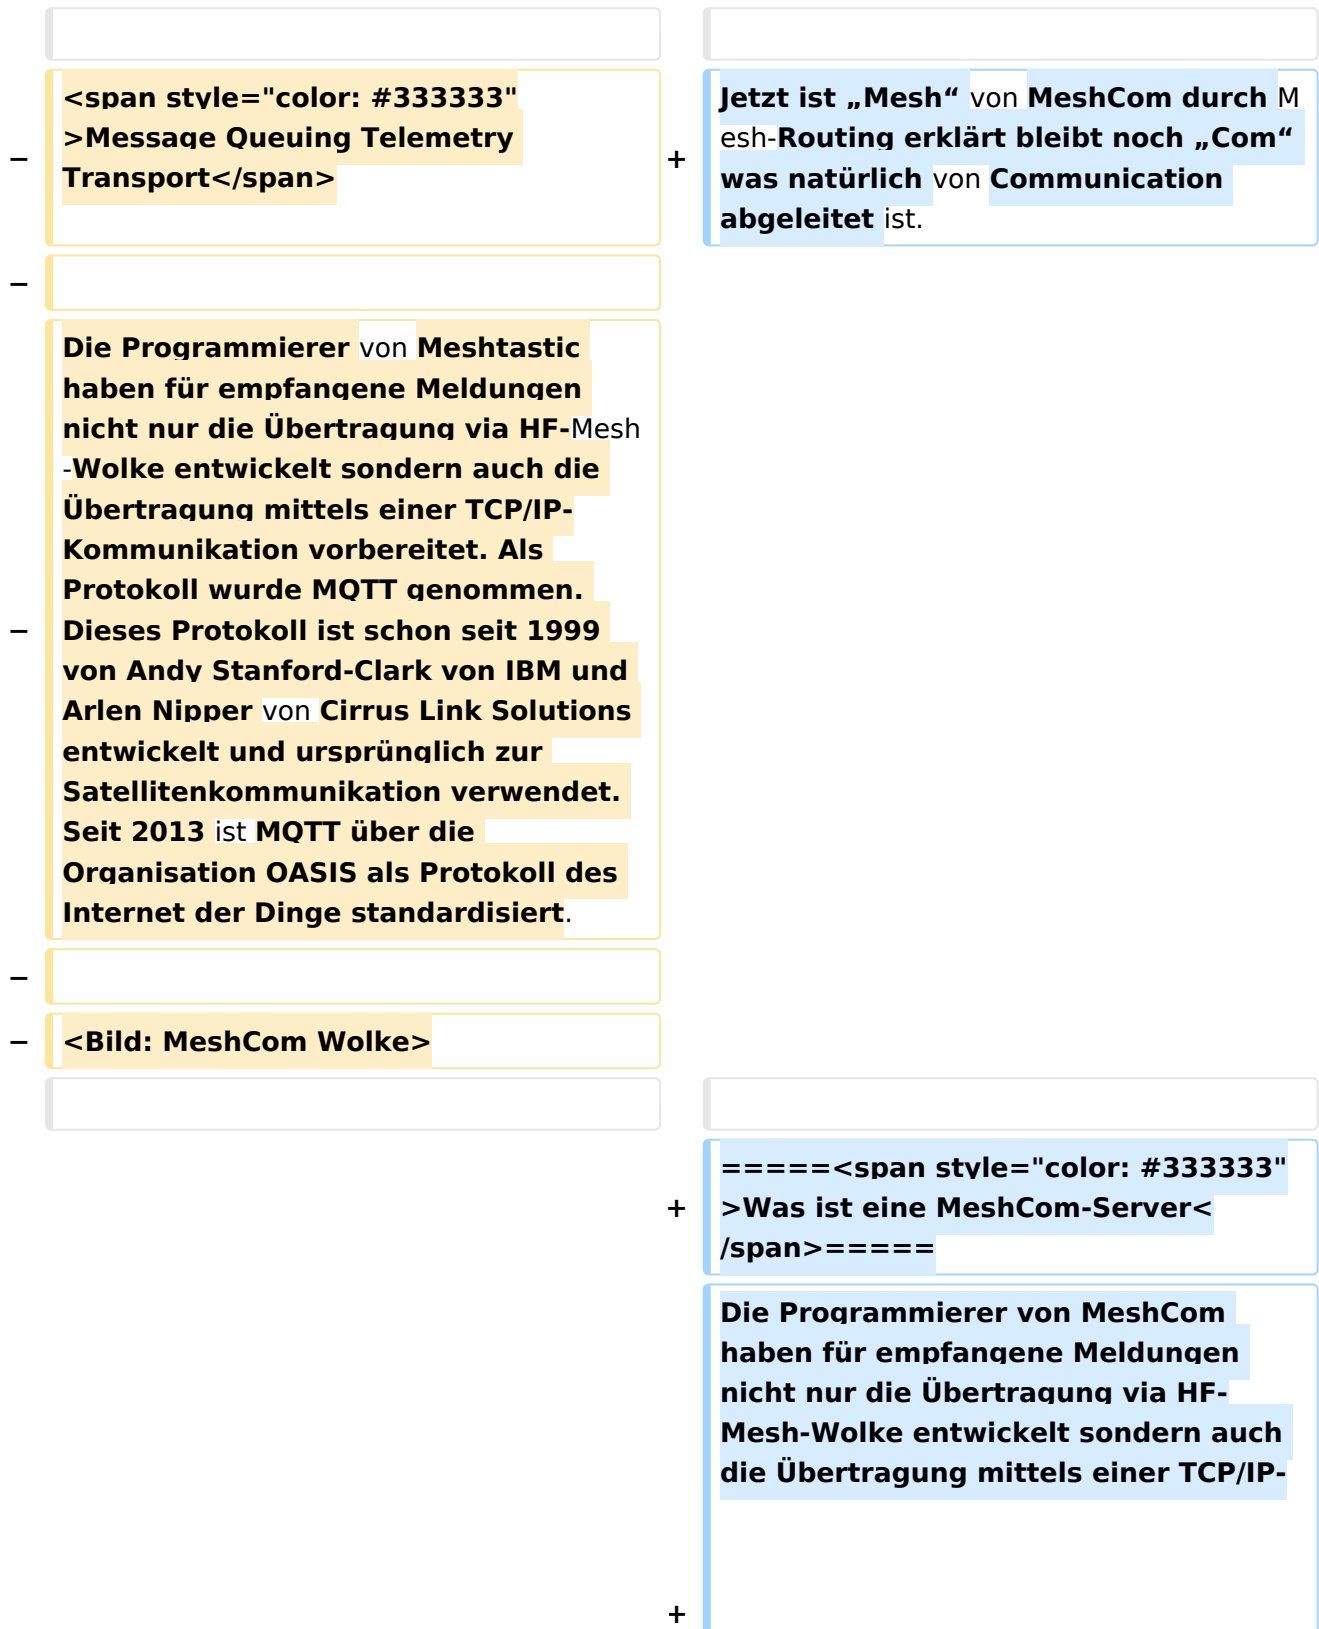 <span style="color: #333333"
>Message Queuing Telemetry
−
Transport</span>
Jetzt ist „Mesh“ von MeshCom durch M
esh-Routing erklärt bleibt noch „Com“
+
was natürlich von Communication
abgeleitet ist.
−
Die Programmierer von Meshtastic
haben für empfangene Meldungen
nicht nur die Übertragung via HF-Mesh
-Wolke entwickelt sondern auch die
Übertragung mittels einer TCP/IP-
Kommunikation vorbereitet. Als
Protokoll wurde MQTT genommen.
− Dieses Protokoll ist schon seit 1999
von Andy Stanford-Clark von IBM und
Arlen Nipper von Cirrus Link Solutions
entwickelt und ursprünglich zur
Satellitenkommunikation verwendet.
Seit 2013 ist MQTT über die
Organisation OASIS als Protokoll des
Internet der Dinge standardisiert.
−
− <Bild: MeshCom Wolke>
=====<span style="color: #333333"
+ >Was ist eine MeshCom-Server<
/span>=====
Die Programmierer von MeshCom
haben für empfangene Meldungen
nicht nur die Übertragung via HF-
Mesh-Wolke entwickelt sondern auch
die Übertragung mittels einer TCP/IP-
+